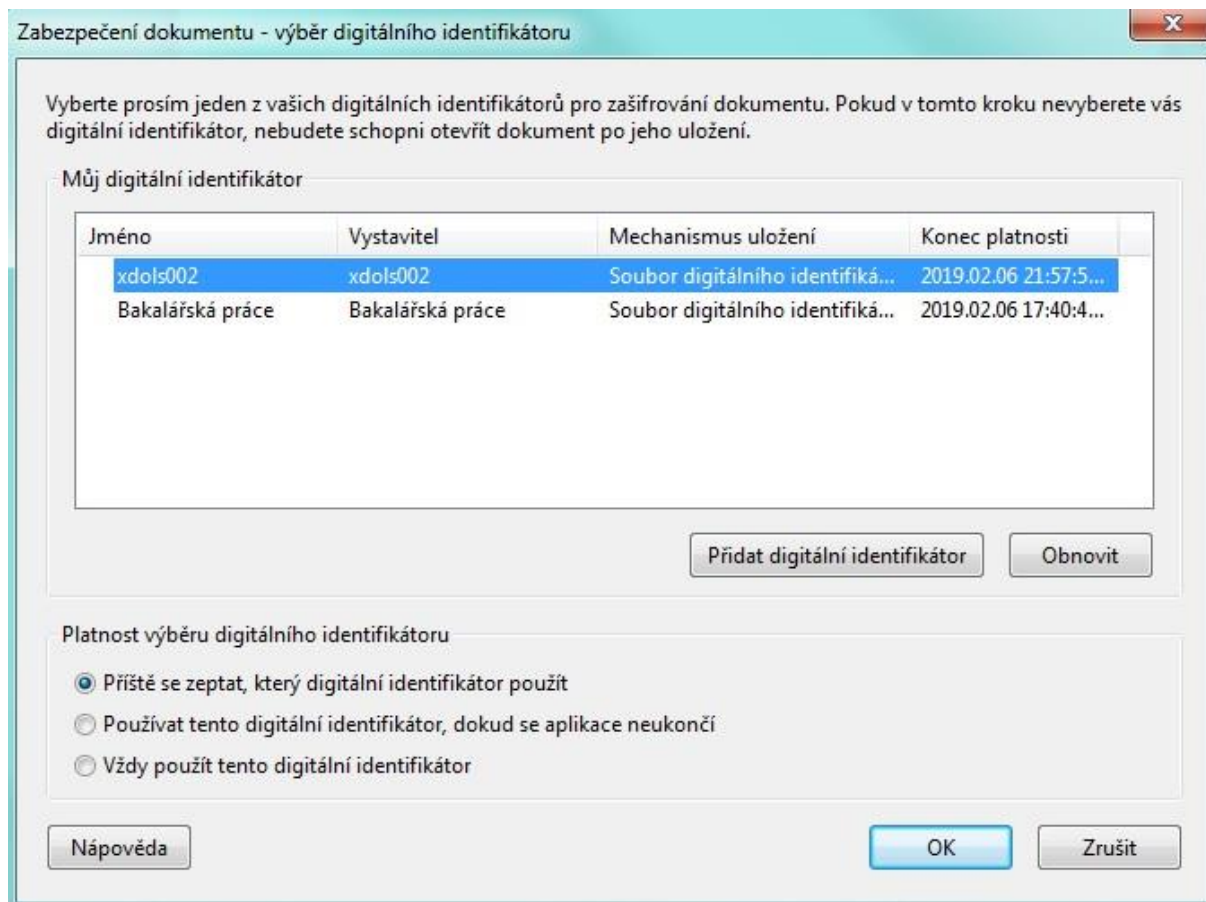 Zabezpečení dokumentu - výběr digitálního identifikátoru
Vyberte prosím jeden z vašich digitálních identifikátorů pro zašifrování dokumentu. Pokud v tomto kroku nevyberete vás
digitální identifikátor, nebudete schopni otevřít dokument po jeho uložení.
Můj digitální identifikátor
Jméno Vystavitel Mechanismus uložení Konec platnosti
xdols002 xdols002 Soubor digitálního identifiká... 2019.02.06 21:57:5...
Bakalářská práce Bakalářská práce Soubor digitálního identifiká... 2019.02.06 17:40:4...
Přidat digitální identifikátor Obnovit
Platnost výběru digitálního identifikátoru
Příště se zeptat, který digitální identifikátor použít
Používat tento digitální identifikátor, dokud se aplikace neukončí
Vždy použít tento digitální identifikátor
Nápověda OK Zrušit